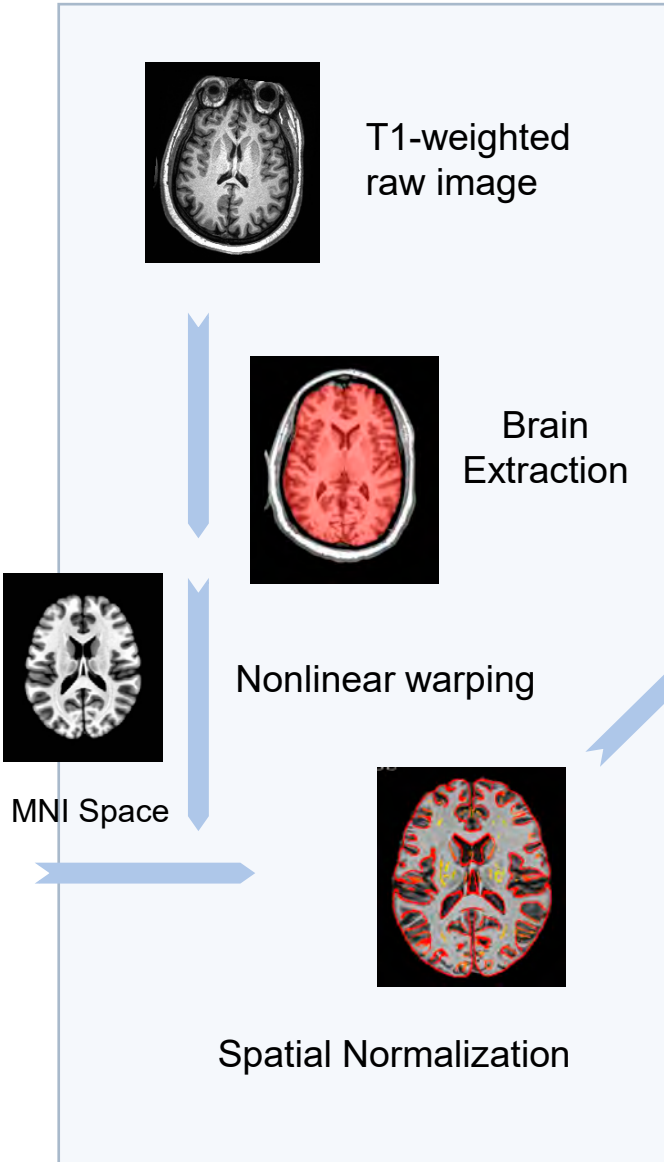 T1-weighted
raw image
Brain
Extraction
Nonlinear warping
MNI Space
Spatial Normalization